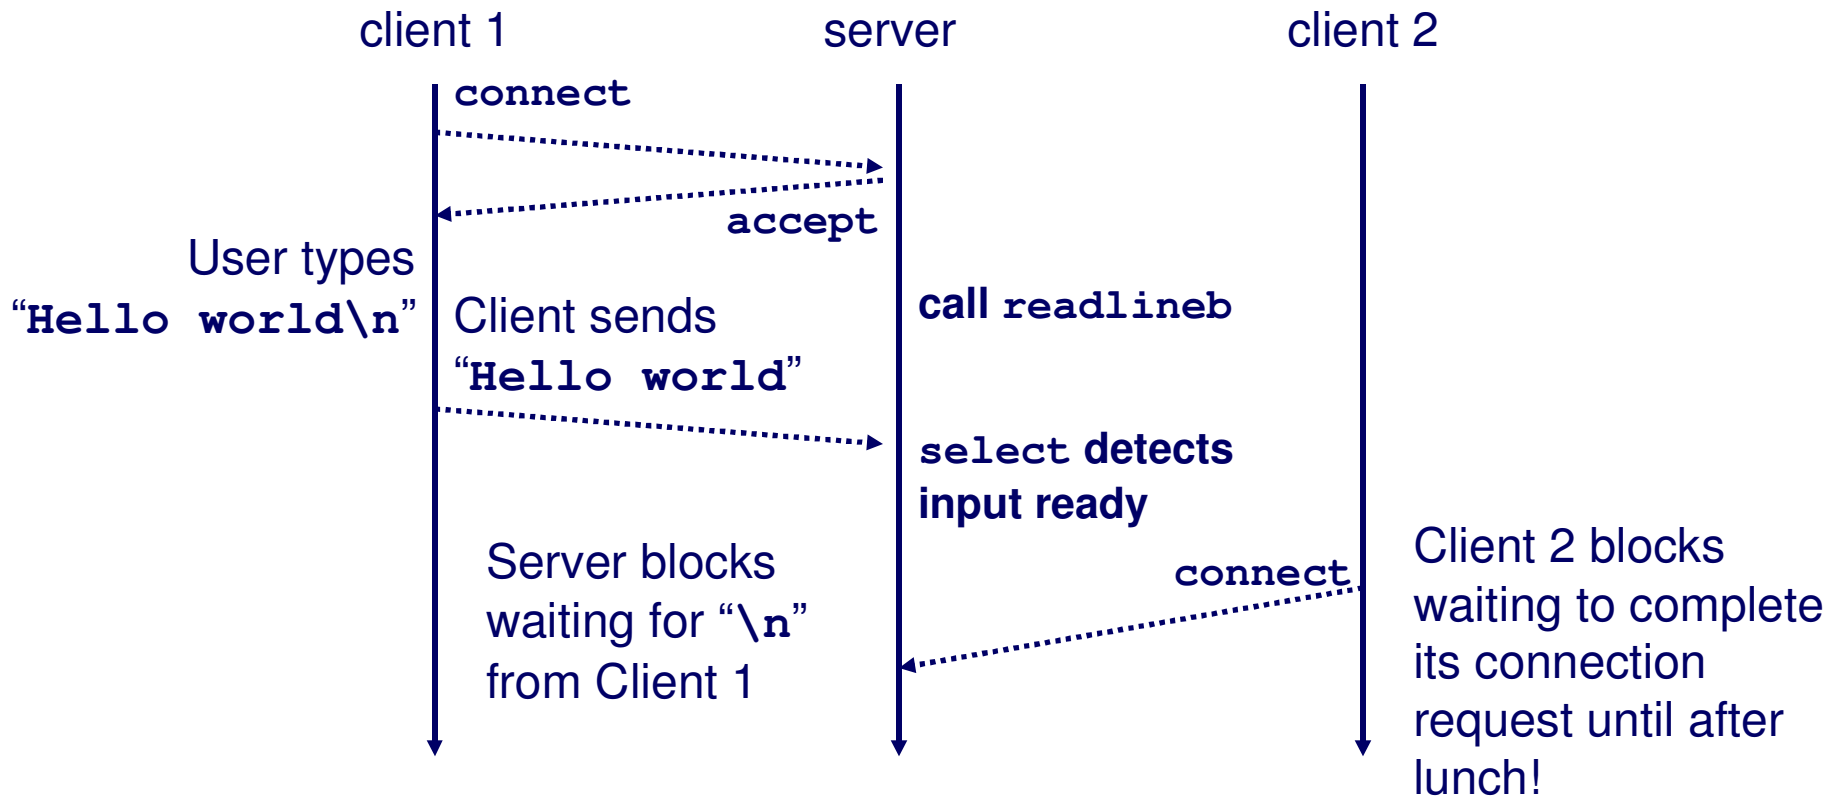 client 1
server
client 2
connect
accept
User types
“Hello world\n”
Client sends
“Hello world”
call readlineb
select detects
input ready
Server blocks
waiting for “\n”
from Client 1
connect
Client 2 blocks
waiting to complete
its connection
request until after
lunch!